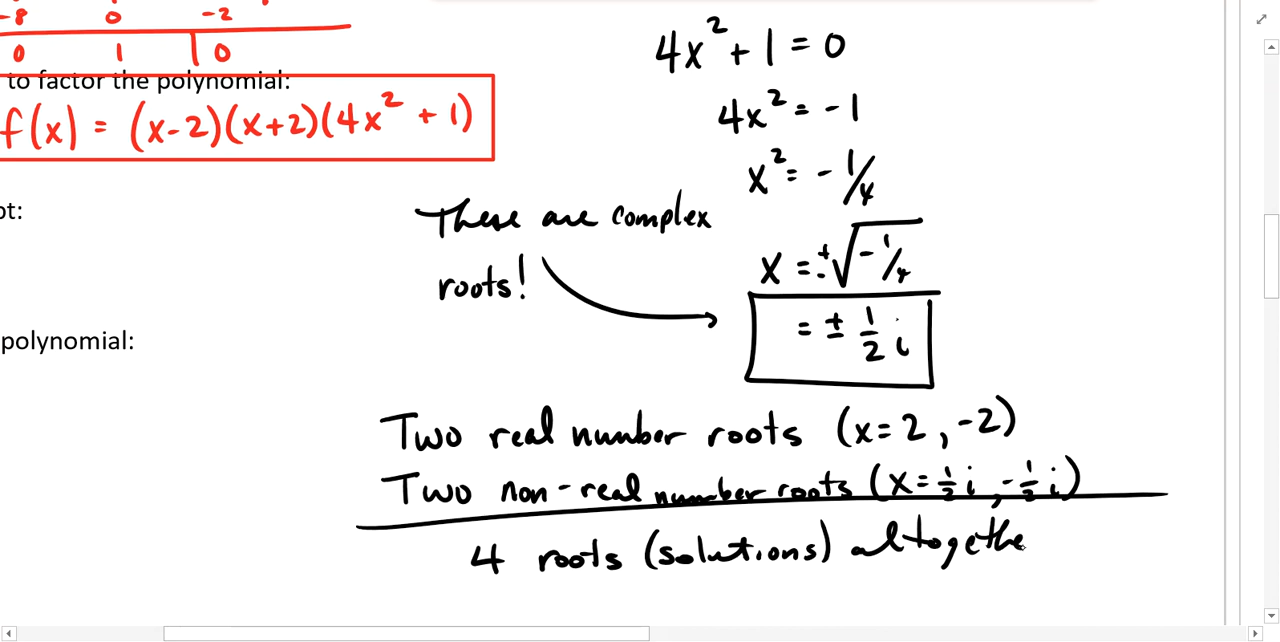 -8 0 -2
0 1 0
to factor the polynomial:
f(x) = (x-2)(x+2)(4x² + 1)
pt:
polynomial:
4x² + 1 = 0
4x² = -1
x² = - 1/4
x = ±√-1/4
= ± 1/2 i
These are complex
roots!
Two real number roots (x=2, -2)
Two non-real number roots (x=1/2 i, -1/2 i)
4 roots (solutions) altogethe